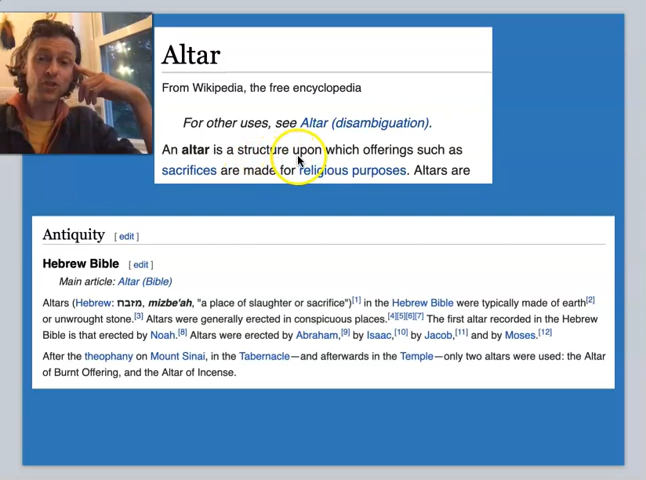 Altar
From Wikipedia, the free encyclopedia
For other uses, see Altar (disambiguation).
An altar is a structure upon which offerings such as
sacrifices are made for religious purposes. Altars are
Antiquity [ edit ]
Hebrew Bible [ edit ]
Main article: Altar (Bible)
Altars (Hebrew: מזבח, mizbe'ah, "a place of slaughter or sacrifice")[1] in the Hebrew Bible were typically made of earth[2]
or unwrought stone.[3] Altars were generally erected in conspicuous places.[4][5][6][7] The first altar recorded in the Hebrew
Bible is that erected by Noah.[8] Altars were erected by Abraham,[9] by Isaac,[10] by Jacob,[11] and by Moses.[12]
After the theophany on Mount Sinai, in the Tabernacle—and afterwards in the Temple—only two altars were used: the Altar
of Burnt Offering, and the Altar of Incense.